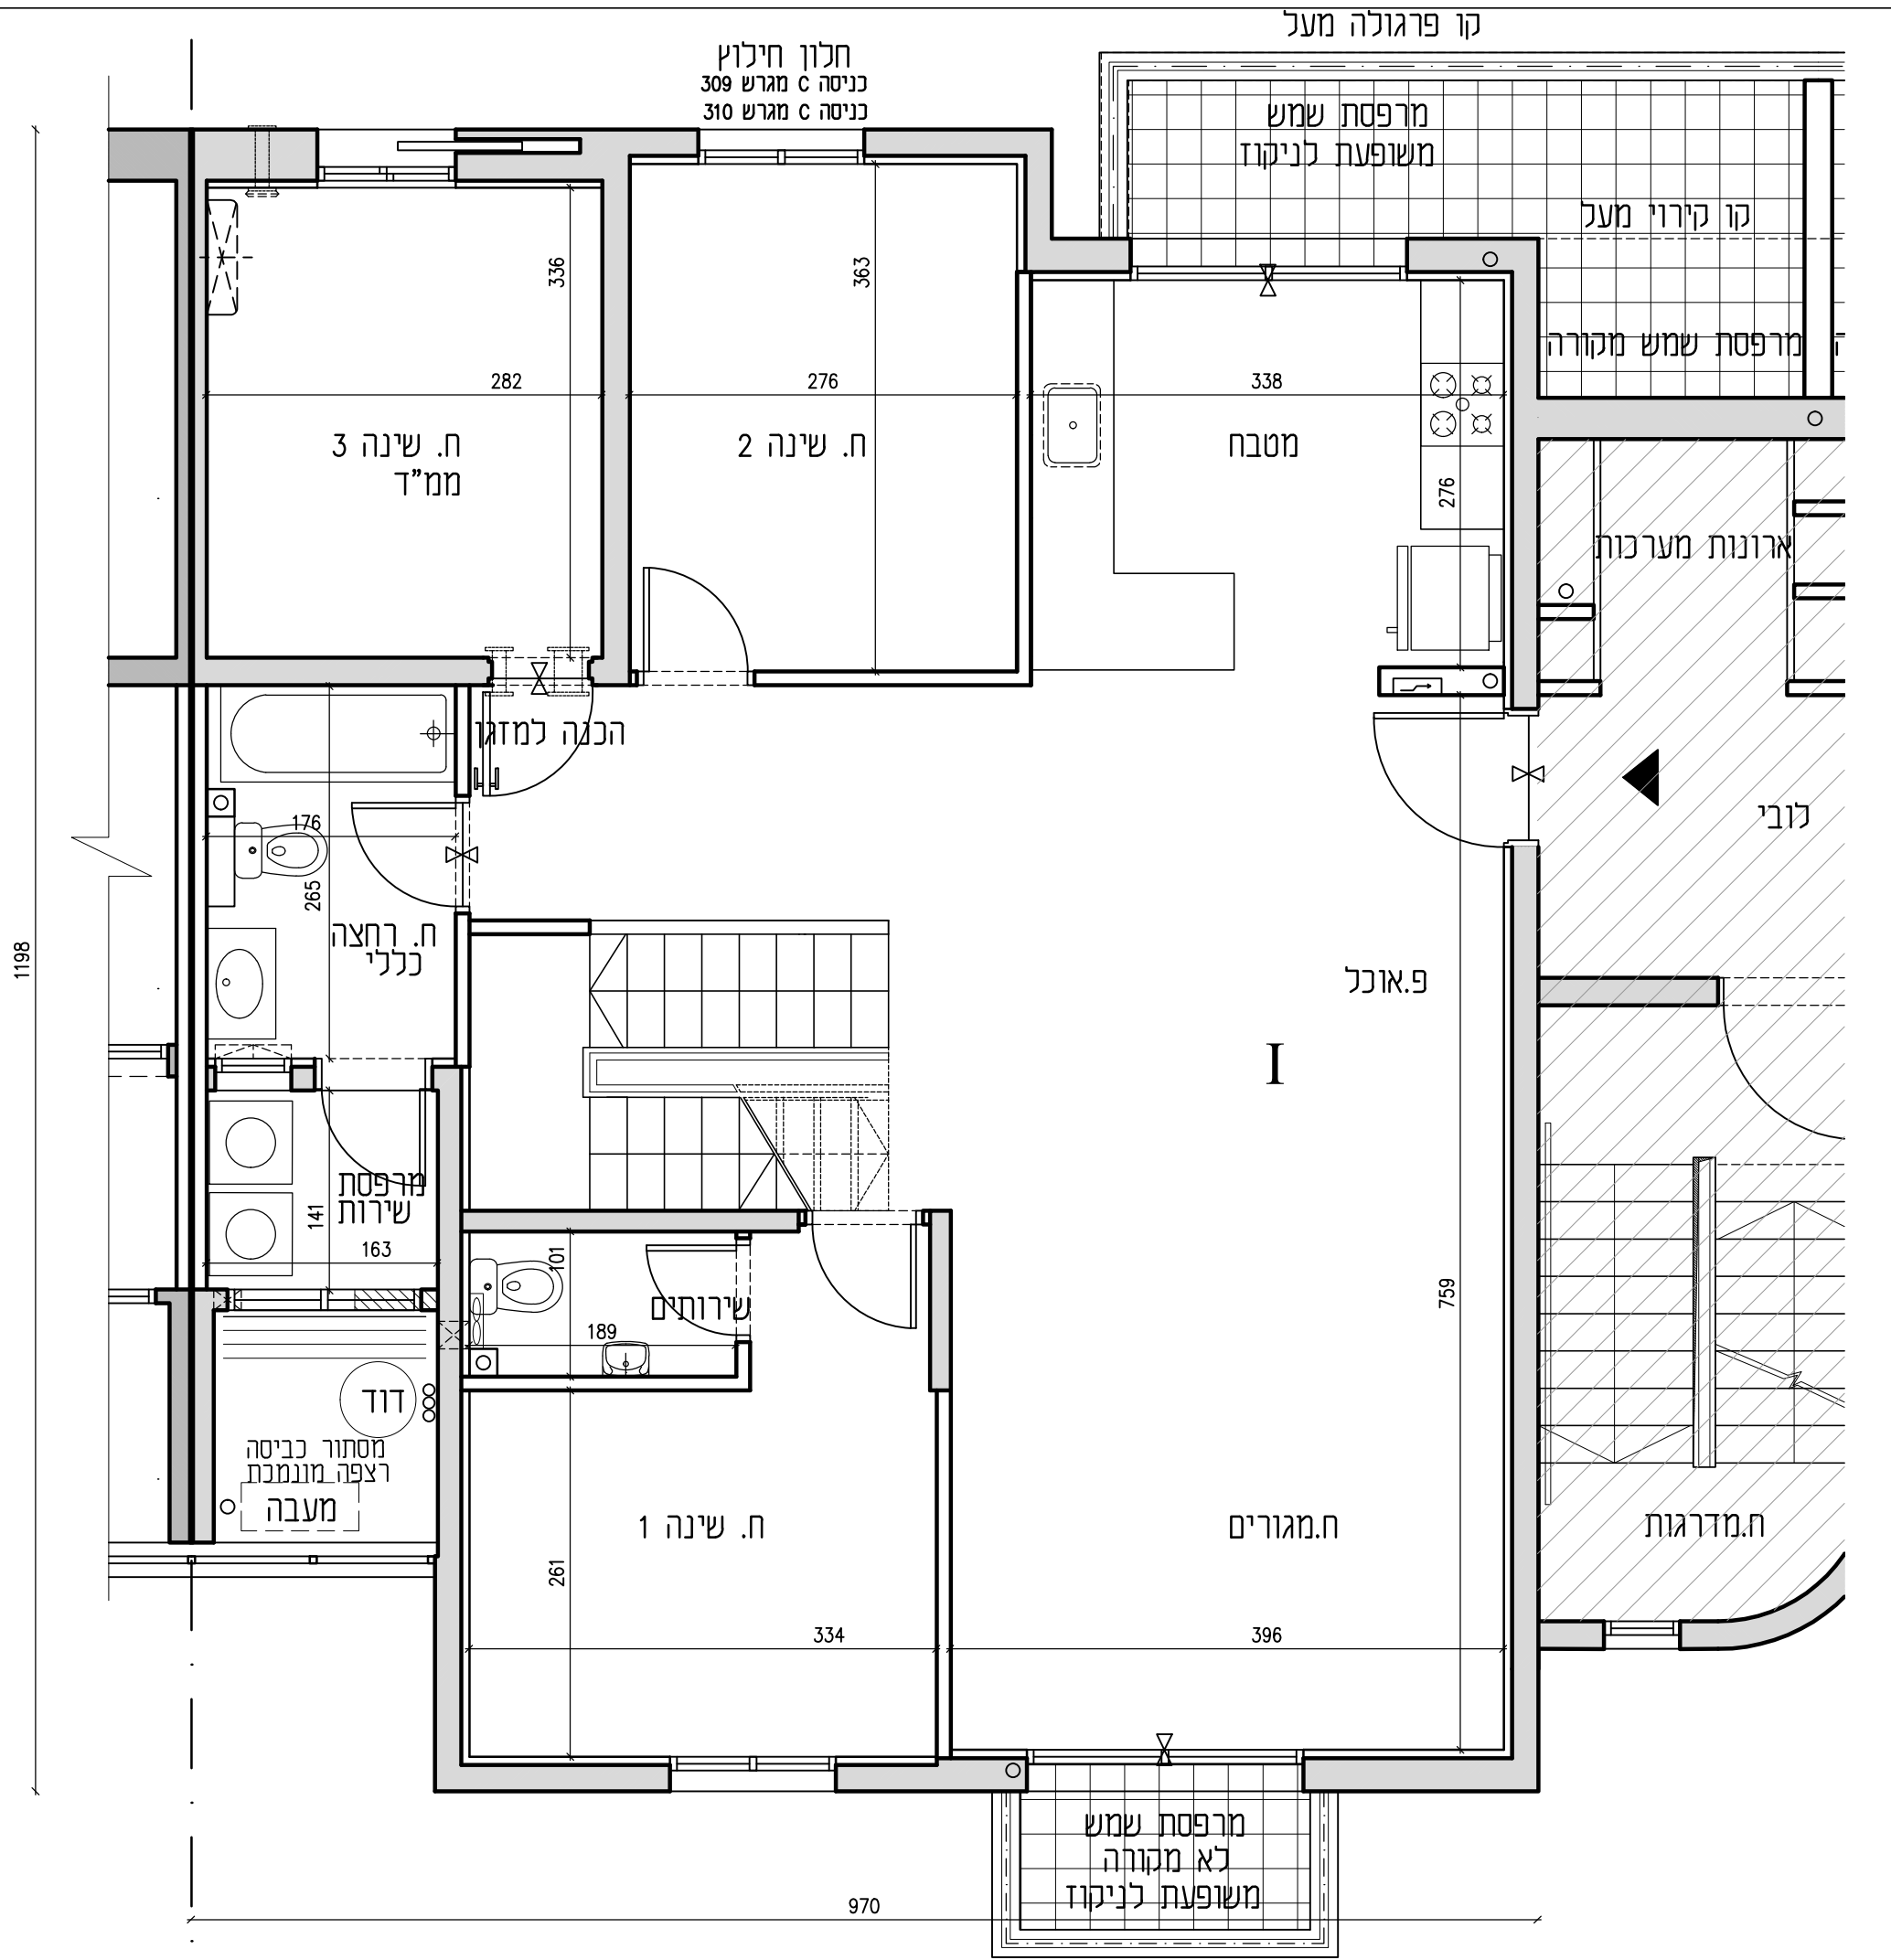 קו פרגולה מעל
חלון חילוץ
כניסה C מגרש 309
כניסה C מגרש 310
מרפסת שמש
משופעת לניקוז
קו קירוי מעל
מרפסת שמש מקורה
336
363
282
276
338
ח. שינה 3
ממ"ד
ח. שינה 2
מטבח
276
ארונות מערכות
הכנה למזגן
לובי
176
265
ח. רחצה
כללי
1198
פ.אוכל
I
מרפסת
שירות
141
163
101
שירותים
189
759
דוד
מסתור כביסה
רצפה מונמכת
מעבה
ח. שינה 1
ח.מגורים
ח.מדרגות
261
334
396
מרפסת שמש
לא מקורה
משופעת לניקוז
970